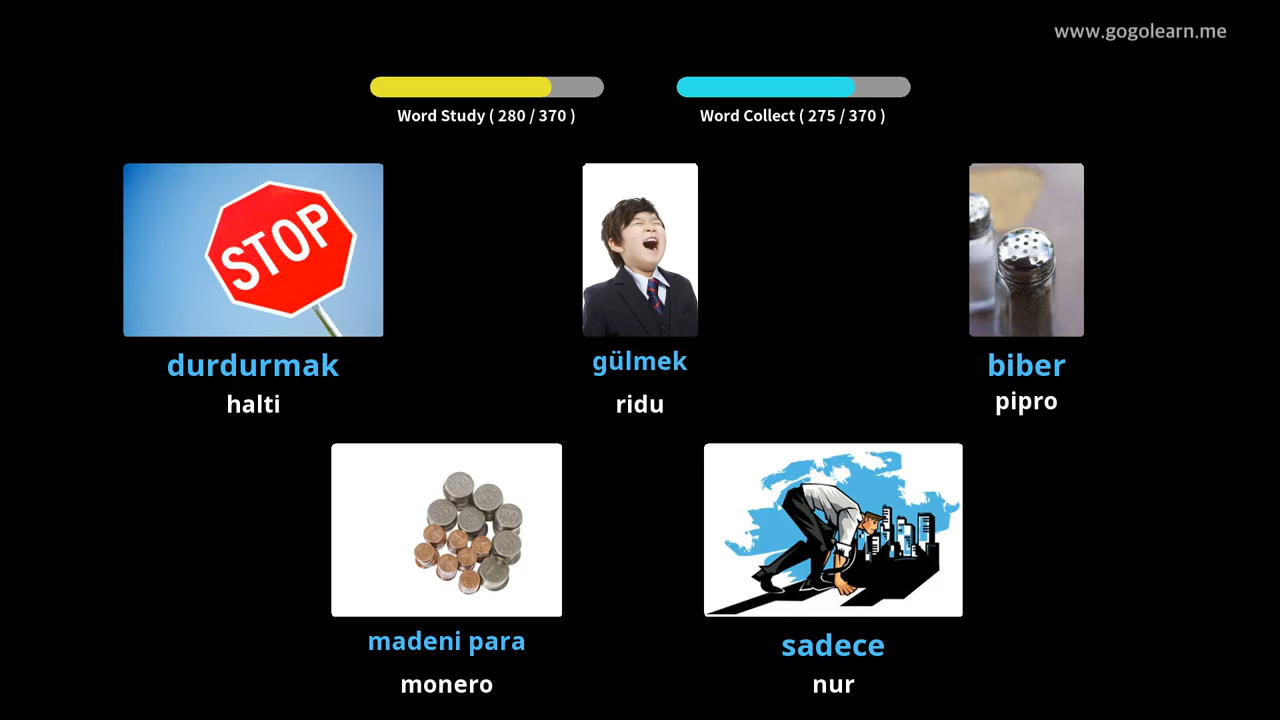 www.gogolearn.me
Word Study ( 280 / 370 )
Word Collect ( 275 / 370 )
STOP
durdurmak
halti
gülmek
ridu
biber
pipro
madeni para
monero
sadece
nur